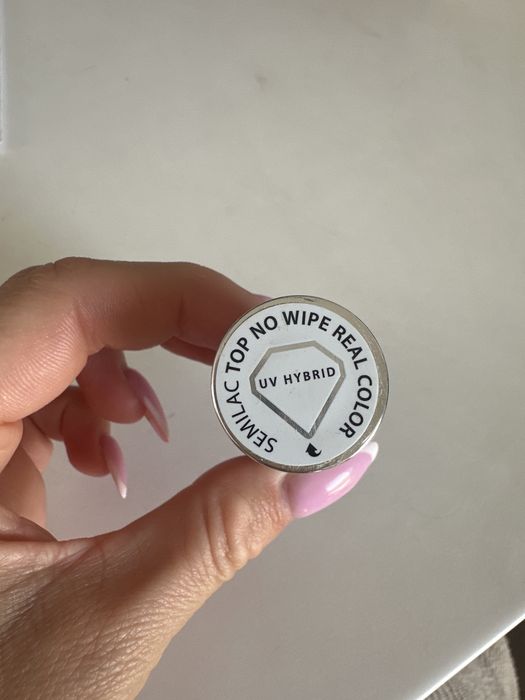 SEMILAC TOP NO WIPE REAL COLOR
UV HYBRID